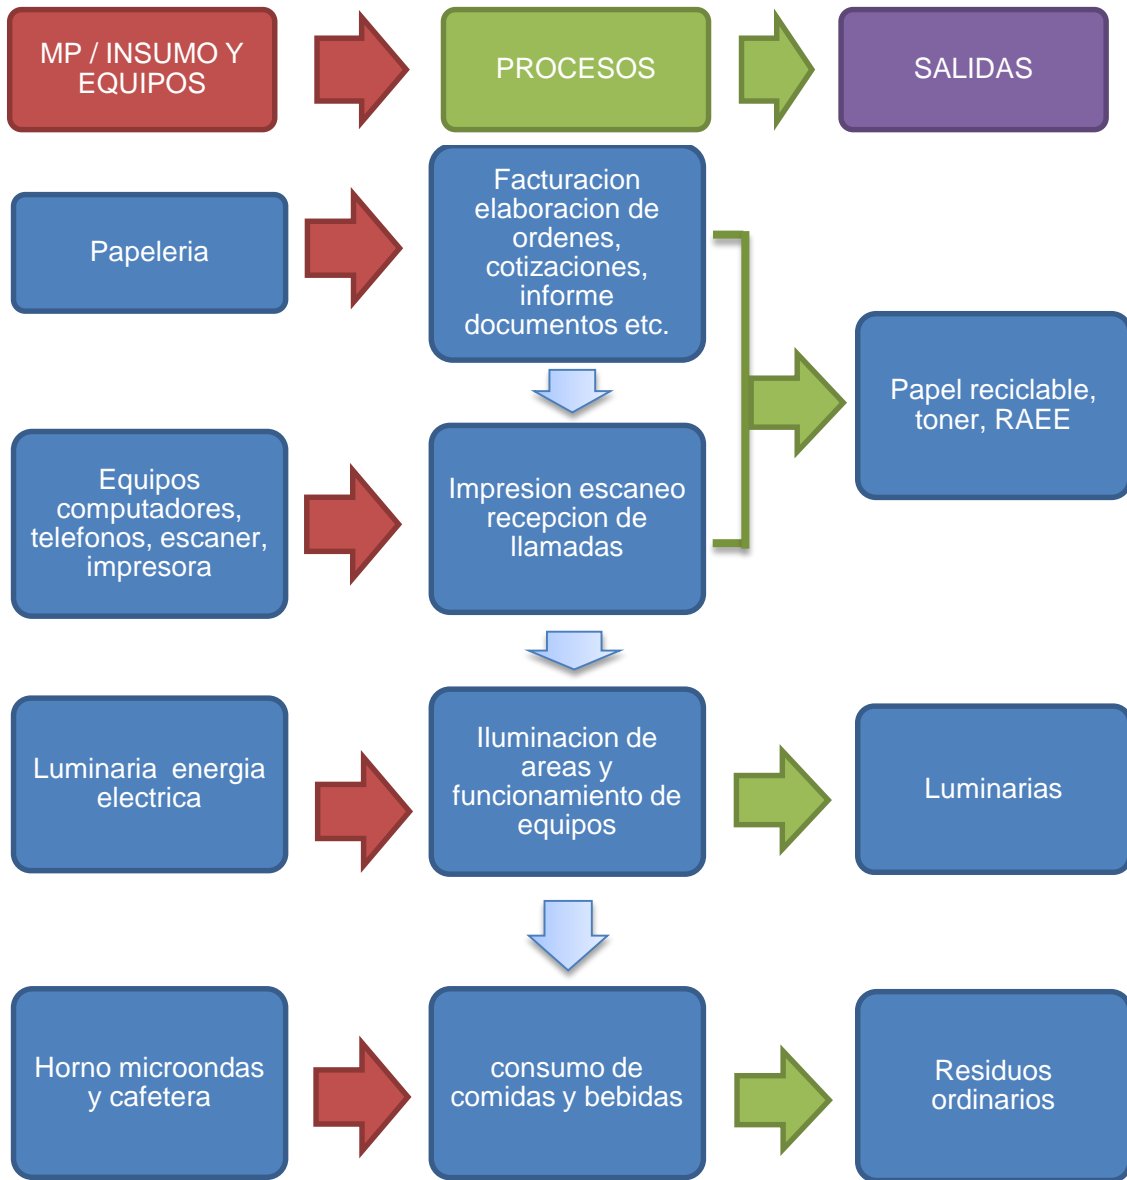 MP / INSUMO Y
EQUIPOS
PROCESOS
SALIDAS
Papeleria
Facturacion
elaboracion de
ordenes,
cotizaciones,
informe
documentos etc.
Papel reciclable,
toner, RAEE
Equipos
computadores,
telefonos, escaner,
impresora
Impresion escaneo
recepcion de
llamadas
Luminaria energia
electrica
Iluminacion de
areas y
funcionamiento de
equipos
Luminarias
Horno microondas
y cafetera
consumo de
comidas y bebidas
Residuos
ordinarios